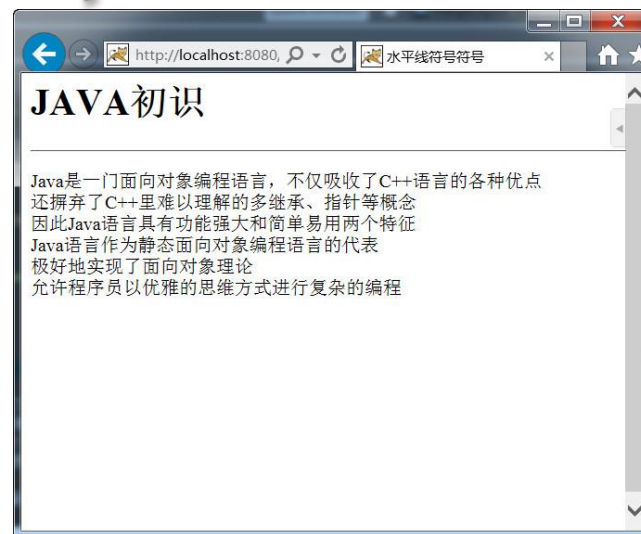 http://localhost:8080,
水平线符号符号
JAVA初识
Java是一门面向对象编程语言，不仅吸收了C++语言的各种优点
还摒弃了C++里难以理解的多继承、指针等概念
因此Java语言具有功能强大和简单易用两个特征
Java语言作为静态面向对象编程语言的代表
极好地实现了面向对象理论
允许程序员以优雅的思维方式进行复杂的编程